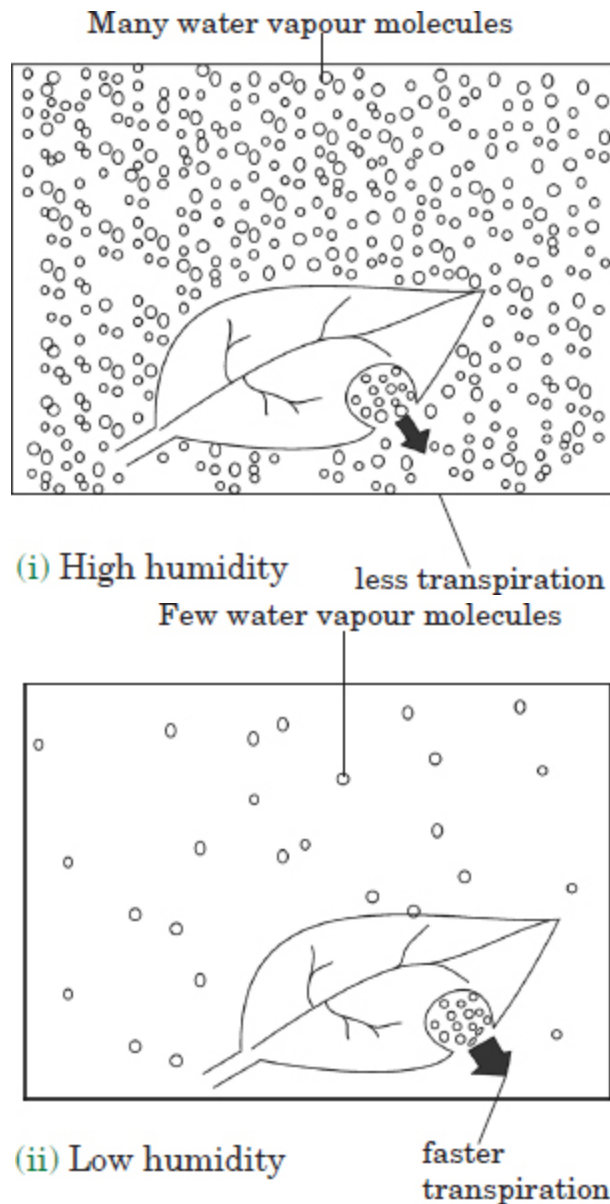 Many water vapour molecules
(i) High humidity
less transpiration
Few water vapour molecules
(ii) Low humidity
faster
transpiration